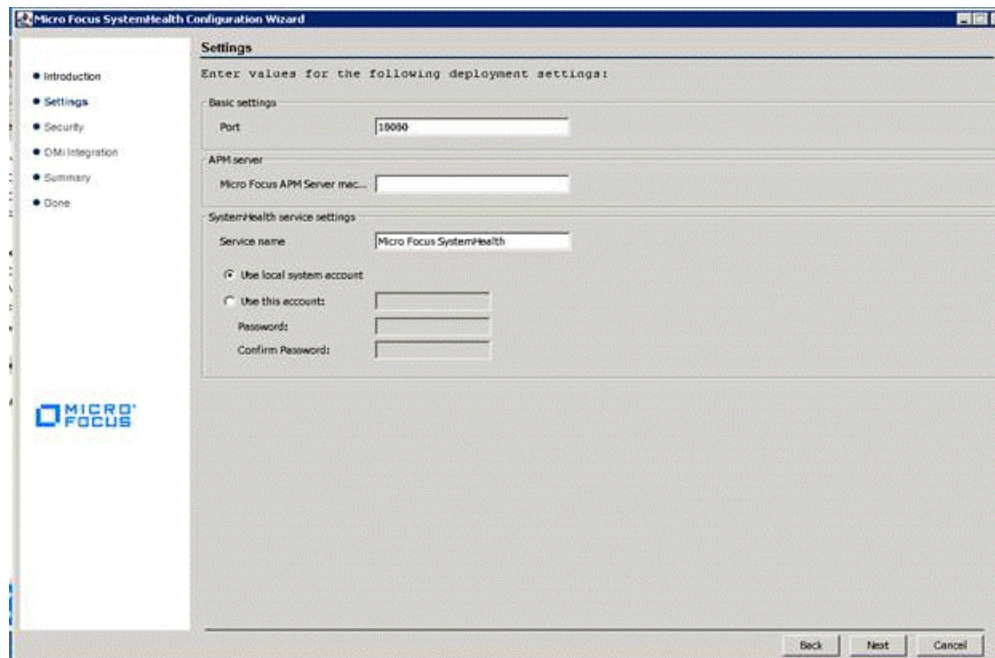 Micro Focus SystemHealth Configuration Wizard
Settings
Introduction
Settings
Security
OMi Integration
Summary
Done
Enter values for the following deployment settings:
Basic settings
Port
18080
APM server
Micro Focus APM Server mac...
SystemHealth service settings
Service name
Micro Focus SystemHealth
Use local system account
Use this account:
Password:
Confirm Password:
MICRO
FOCUS
Back
Next
Cancel